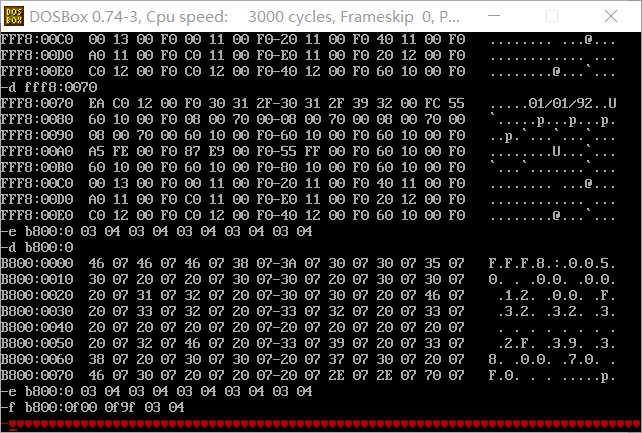 DOSBox 0.74-3, Cpu speed:    3000 cycles, Frameskip  0, P...
FFF8:00C0  00 13 00 F0 00 11 00 F0-20 11 00 F0 40 11 00 F0   ........ ...@...
FFF8:00D0  A0 11 00 F0 C0 11 00 F0-E0 11 00 F0 20 12 00 F0   ............ ...
FFF8:00E0  C0 12 00 F0 C0 12 00 F0-40 12 00 F0 60 10 00 F0   ........@...`...
-d fff8:0070
FFF8:0070  EA C0 12 00 F0 30 31 2F-30 31 2F 39 32 00 FC 55   .....01/01/92..U
FFF8:0080  60 10 00 F0 08 00 70 00-08 00 70 00 08 00 70 00   `.....p...p...p.
FFF8:0090  08 00 70 00 60 10 00 F0-60 10 00 F0 60 10 00 F0   ..p.`...`...`...
FFF8:00A0  A5 FE 00 F0 87 E9 00 F0-55 FF 00 F0 60 10 00 F0   ........U...`...
FFF8:00B0  60 10 00 F0 60 10 00 F0-80 10 00 F0 60 10 00 F0   `...`.......`...
FFF8:00C0  00 13 00 F0 00 11 00 F0-20 11 00 F0 40 11 00 F0   ........ ...@...
FFF8:00D0  A0 11 00 F0 C0 11 00 F0-E0 11 00 F0 20 12 00 F0   ............ ...
FFF8:00E0  C0 12 00 F0 C0 12 00 F0-40 12 00 F0 60 10 00 F0   ........@...`...
-e b800:0 03 04 03 04 03 04 03 04 03 04
-d b800:0
B800:0000  46 07 46 07 46 07 38 07-3A 07 30 07 30 07 35 07   F.F.F.8.:.0.0.5.
B800:0010  30 07 20 07 20 07 30 07-30 07 20 07 30 07 30 07   0. . .0.0. .0.0.
B800:0020  20 07 31 07 32 07 20 07-30 07 30 07 20 07 46 07    .1.2. .0.0. .F.
B800:0030  20 07 33 07 32 07 20 07-33 07 32 07 20 07 33 07    .3.2. .3.2. .3.
B800:0040  20 07 20 07 20 07 20 07-20 07 20 07 20 07 20 07    . . . . . . . .
B800:0050  20 07 32 07 46 07 20 07-33 07 39 07 20 07 33 07    .2.F. .3.9. .3.
B800:0060  38 07 20 07 30 07 30 07-20 07 37 07 30 07 20 07   8. .0.0. .7.0. .
B800:0070  46 07 30 07 20 07 20 07-20 07 2E 07 2E 07 70 07   F.0. . . .....p.
-e b800:0 03 04 03 04 03 04 03 04 03 04
-f b800:0f00 0f9f 03 04
-♥♥♥♥♥♥♥♥♥♥♥♥♥♥♥♥♥♥♥♥♥♥♥♥♥♥♥♥♥♥♥♥♥♥♥♥♥♥♥♥♥♥♥♥♥♥♥♥♥♥♥♥♥♥♥♥♥♥♥♥♥♥♥♥♥♥♥♥♥♥♥♥♥♥♥♥♥♥♥